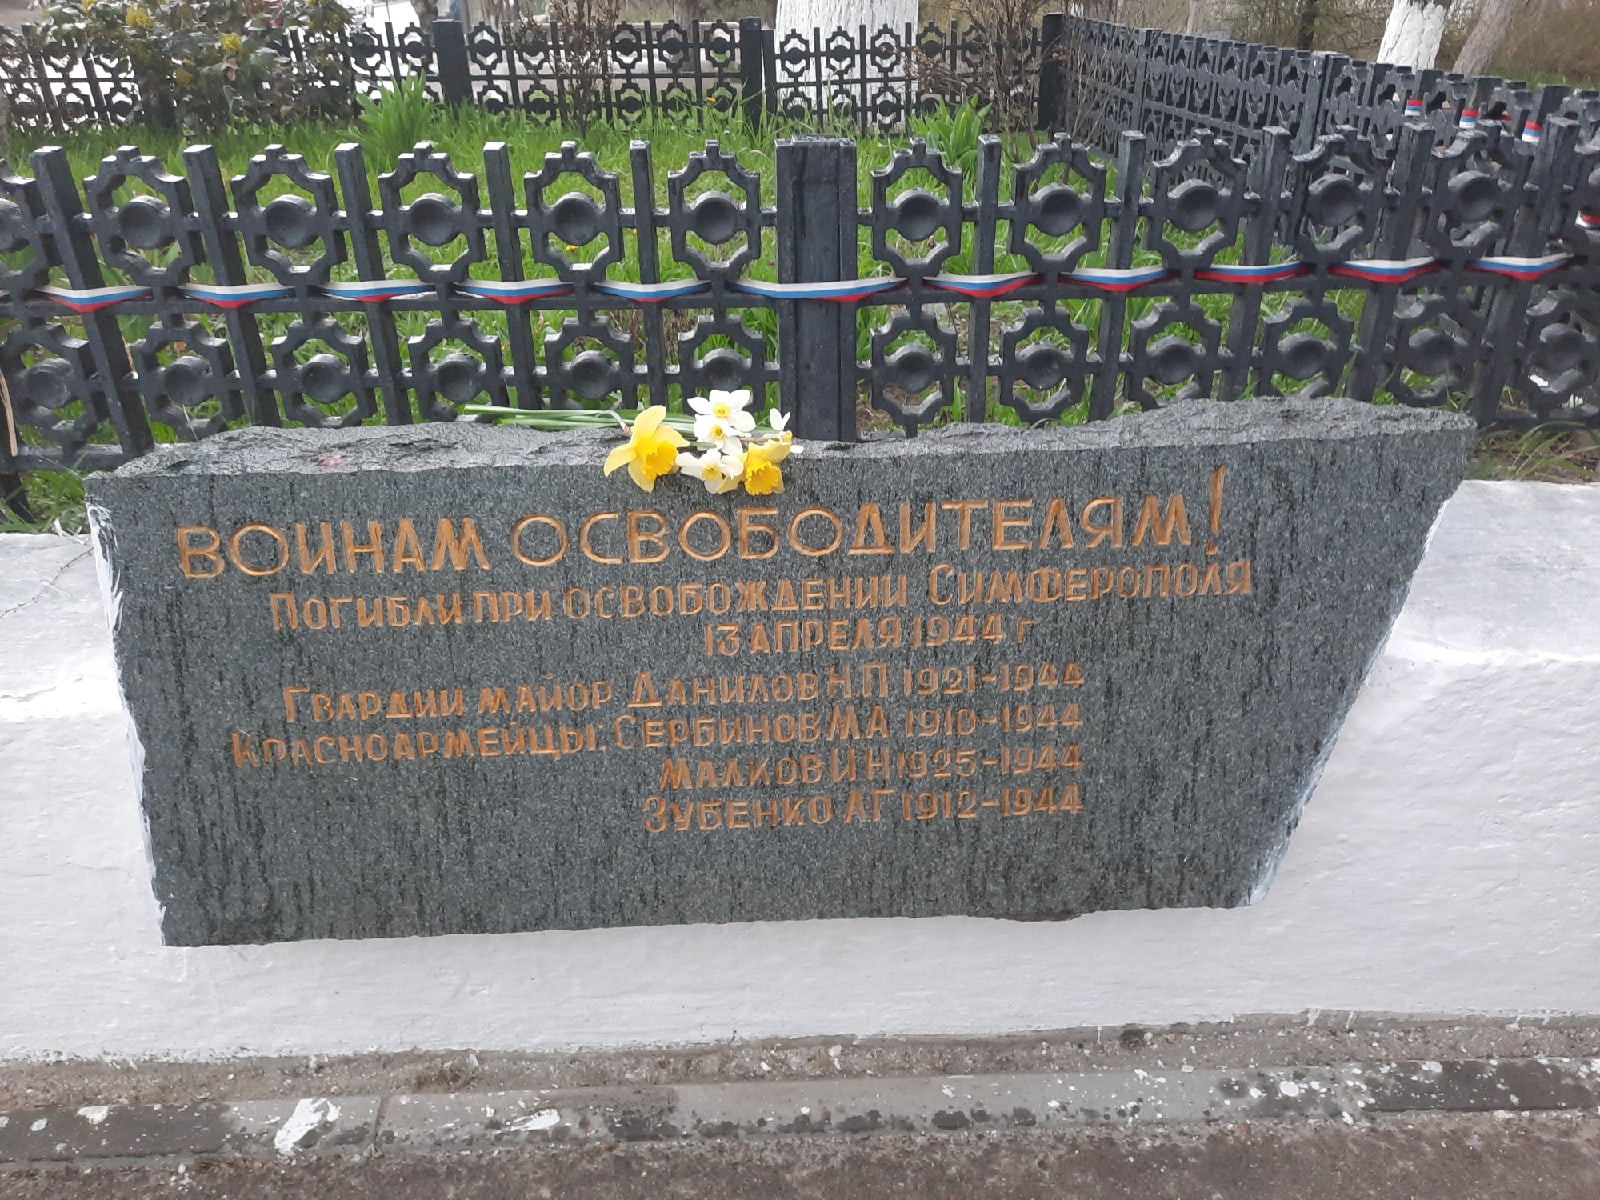 ВОИНАМ ОСВОБОДИТЕЛЯМ!
ПОГИБЛИ ПРИ ОСВОБОЖДЕНИИ СИМФЕРОПОЛЯ
13 АПРЕЛЯ 1944 г
ГВАРДИИ МАЙОР ДАНИЛОВ Н.П 1921-1944
КРАСНОАРМЕЙЦЫ: СЕРБИНОВ М А 1910-1944
МАЛКОВ И Н 1925-1944
ЗУБЕНКО А Г 1912-1944